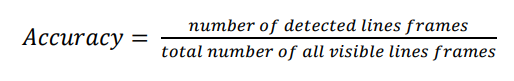 Accuracy = number of detected lines frames
total number of all visible lines frames